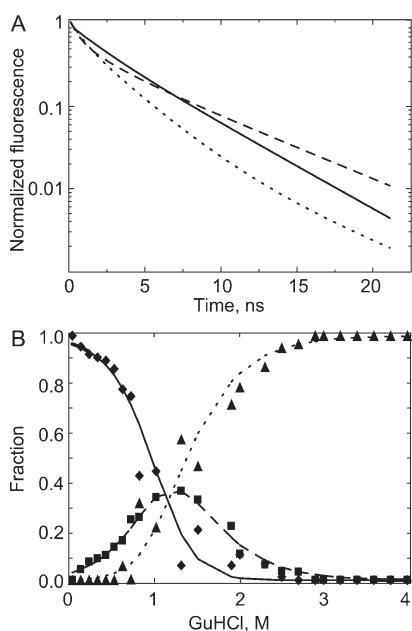 A
1
0.1
0.01
Normalized fluorescence
0 5 10 15 20
Time, ns
B
1.0
0.8
0.6
0.4
0.2
0.0
Fraction
0 1 2 3 4
GuHCl, M